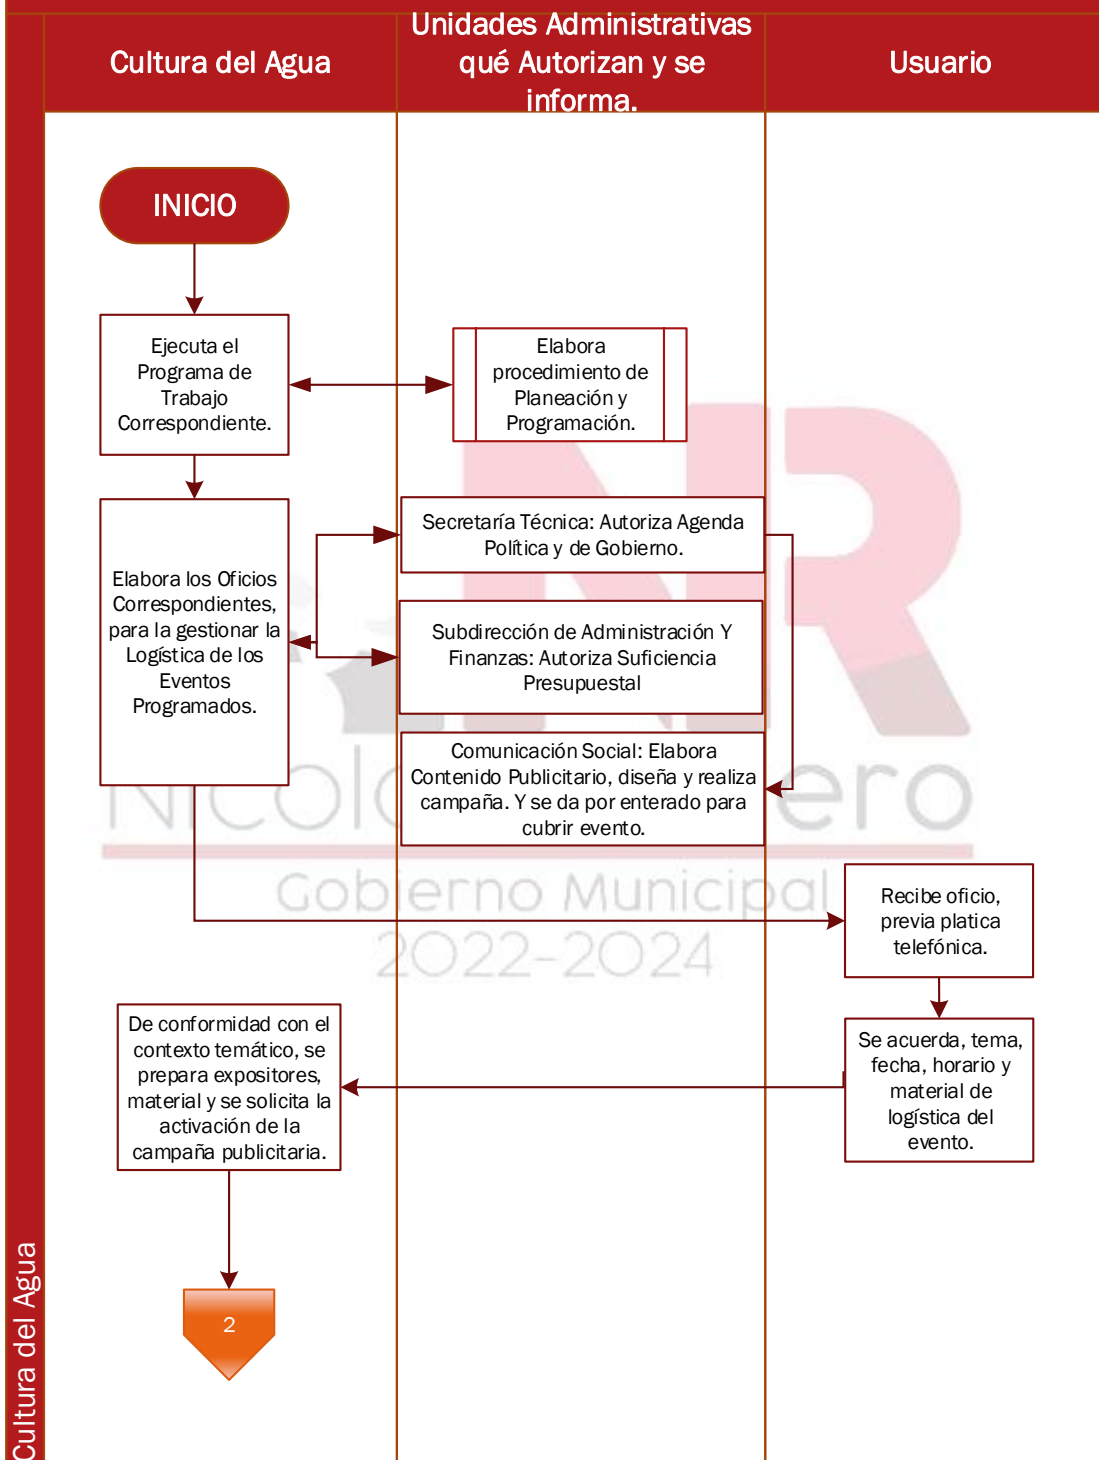 Cultura del Agua
Unidades Administrativas
qué Autorizan y se
informa.
Usuario
INICIO
Ejecuta el
Programa de
Trabajo
Correspondiente.
Elabora
procedimiento de
Planeación y
Programación.
Elabora los Oficios
Correspondientes,
para la gestionar la
Logística de los
Eventos
Programados.
Secretaría Técnica: Autoriza Agenda
Política y de Gobierno.
Subdirección de Administración Y
Finanzas: Autoriza Suficiencia
Presupuestal
Comunicación Social: Elabora
Contenido Publicitario, diseña y realiza
campaña. Y se da por enterado para
cubrir evento.
Recibe oficio,
previa platica
telefónica.
Se acuerda, tema,
fecha, horario y
material de
logística del
evento.
De conformidad con el
contexto temático, se
prepara expositores,
material y se solicita la
activación de la
campaña publicitaria.
2
Cultura del Agua
NR
Gobierno Municipal
2022-2024